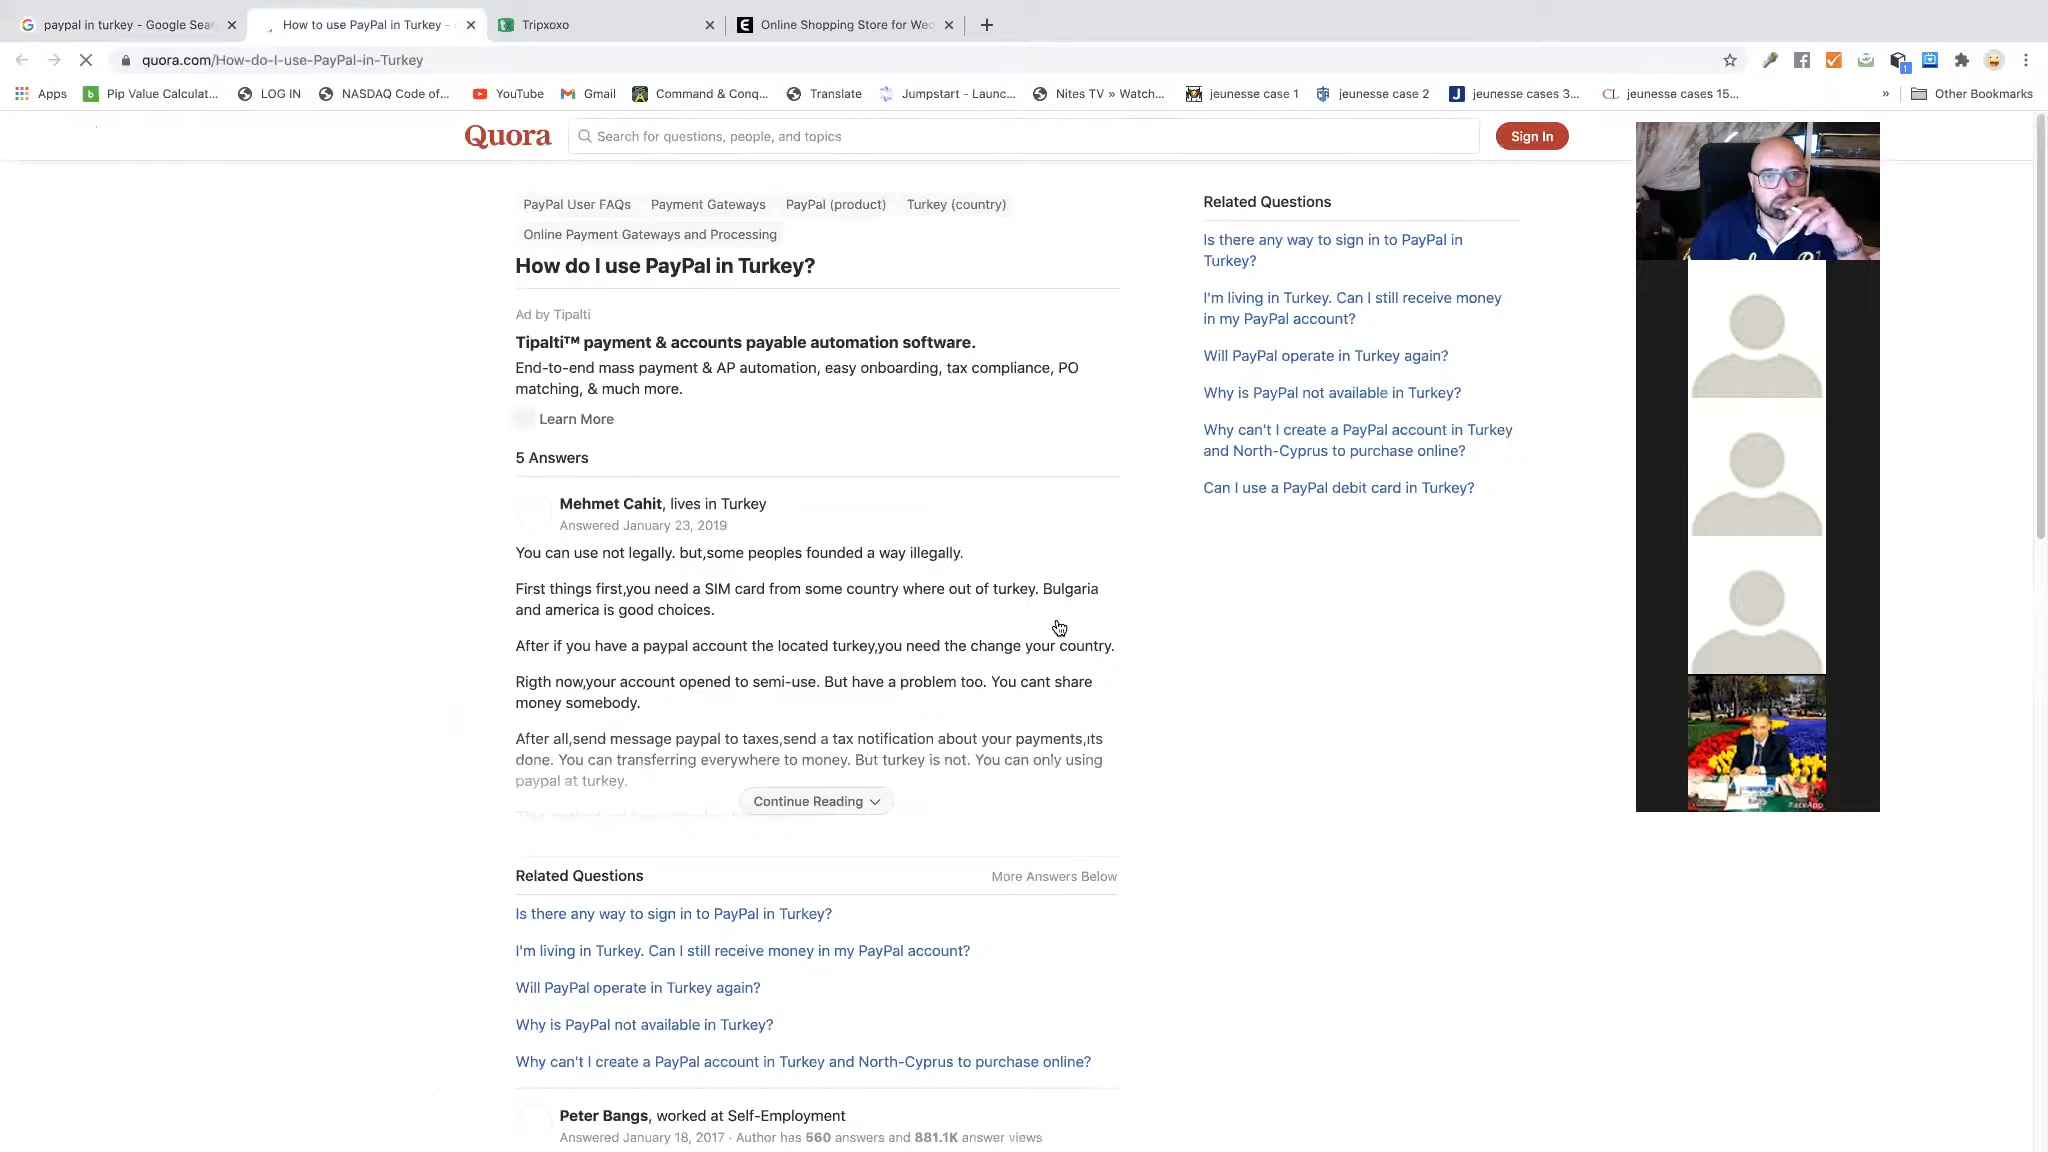 paypal in turkey - Google Sea
How to use PayPal in Turkey -
Tripxoxo
Online Shopping Store for Wed
quora.com/How-do-I-use-PayPal-in-Turkey
Apps
Pip Value Calculat...
LOG IN
NASDAQ Code of...
YouTube
Gmail
Command & Conq...
Translate
Jumpstart - Launc...
Nites TV » Watch...
jeunesse case 1
jeunesse case 2
jeunesse cases 3...
CL jeunesse cases 15...
»
Other Bookmarks
Quora
Search for questions, people, and topics
Sign In
PayPal User FAQs Payment Gateways PayPal (product) Turkey (country)
Online Payment Gateways and Processing
How do I use PayPal in Turkey?
Ad by Tipalti
Tipalti™ payment & accounts payable automation software.
End-to-end mass payment & AP automation, easy onboarding, tax compliance, PO
matching, & much more.
Learn More
5 Answers
Mehmet Cahit, lives in Turkey
Answered January 23, 2019
You can use not legally. but,some peoples founded a way illegally.
First things first,you need a SIM card from some country where out of turkey. Bulgaria
and america is good choices.
After if you have a paypal account the located turkey,you need the change your country.
Rigth now,your account opened to semi-use. But have a problem too. You cant share
money somebody.
After all,send message paypal to taxes,send a tax notification about your payments,ıts
done. You can transferring everywhere to money. But turkey is not. You can only using
paypal at turkey.
Continue Reading
Related Questions
More Answers Below
Is there any way to sign in to PayPal in Turkey?
I'm living in Turkey. Can I still receive money in my PayPal account?
Will PayPal operate in Turkey again?
Why is PayPal not available in Turkey?
Why can't I create a PayPal account in Turkey and North-Cyprus to purchase online?
Peter Bangs, worked at Self-Employment
Answered January 18, 2017 · Author has 560 answers and 881.1K answer views
Related Questions
Is there any way to sign in to PayPal in
Turkey?
I'm living in Turkey. Can I still receive money
in my PayPal account?
Will PayPal operate in Turkey again?
Why is PayPal not available in Turkey?
Why can't I create a PayPal account in Turkey
and North-Cyprus to purchase online?
Can I use a PayPal debit card in Turkey?
FaceApp